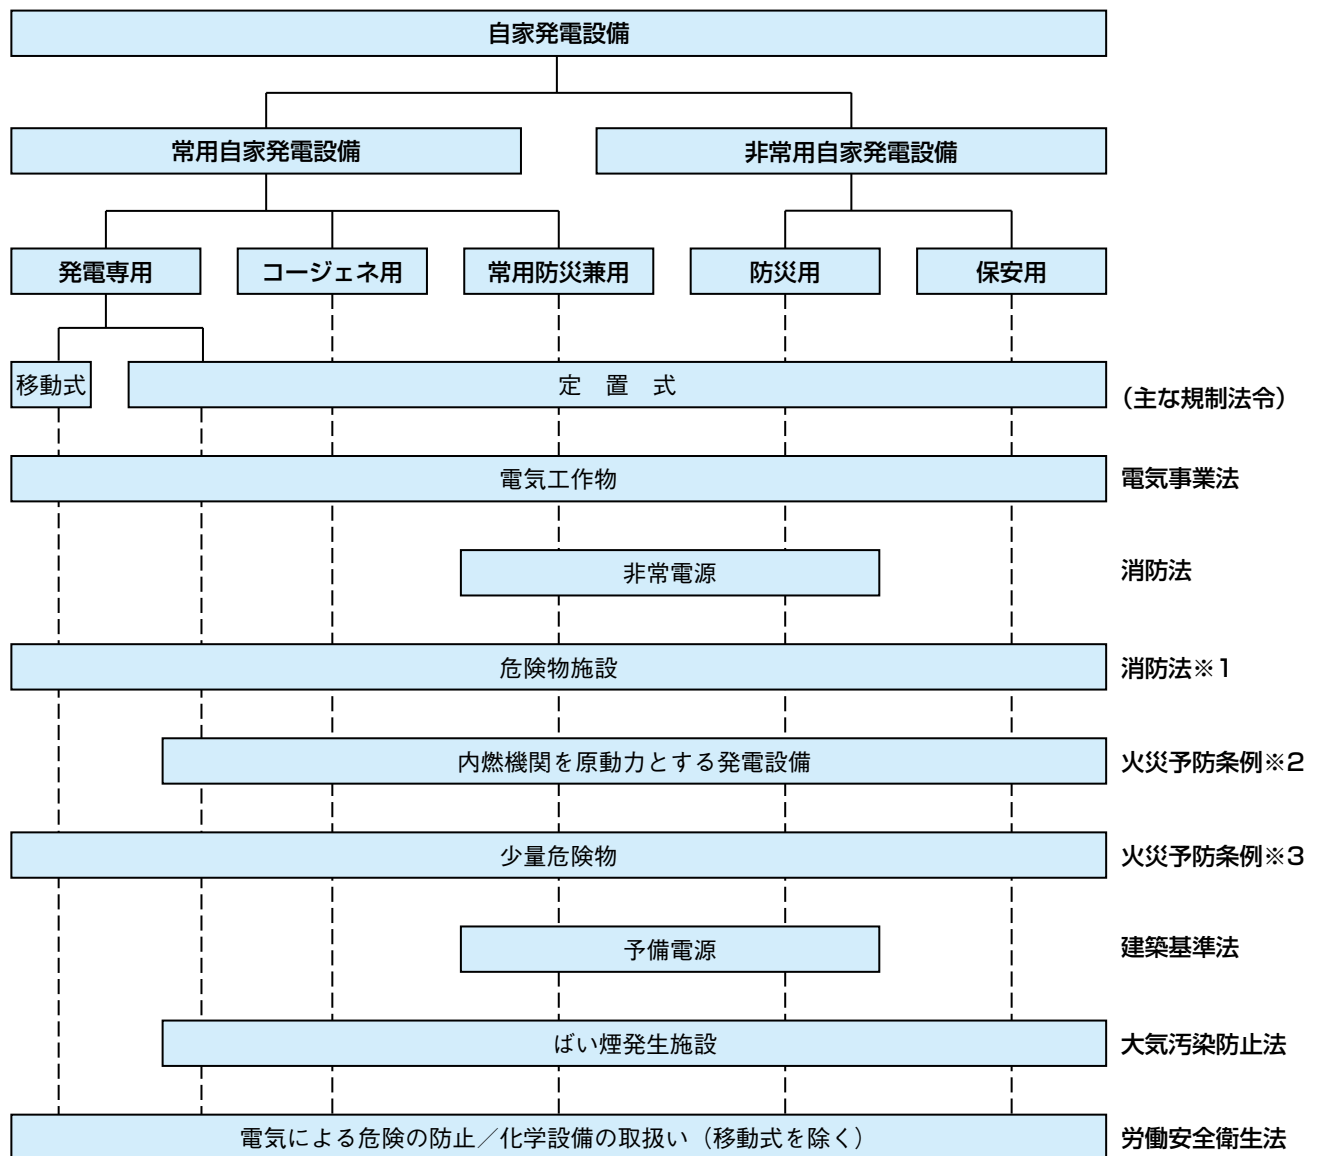 自家発電設備
常用自家発電設備
非常用自家発電設備
発電専用
コージェネ用
常用防災兼用
防災用
保安用
移動式
定　置　式
（主な規制法令）
電気工作物
電気事業法
非常電源
消防法
危険物施設
消防法※1
内燃機関を原動力とする発電設備
火災予防条例※2
少量危険物
火災予防条例※3
予備電源
建築基準法
ばい煙発生施設
大気汚染防止法
電気による危険の防止／化学設備の取扱い（移動式を除く）
労働安全衛生法